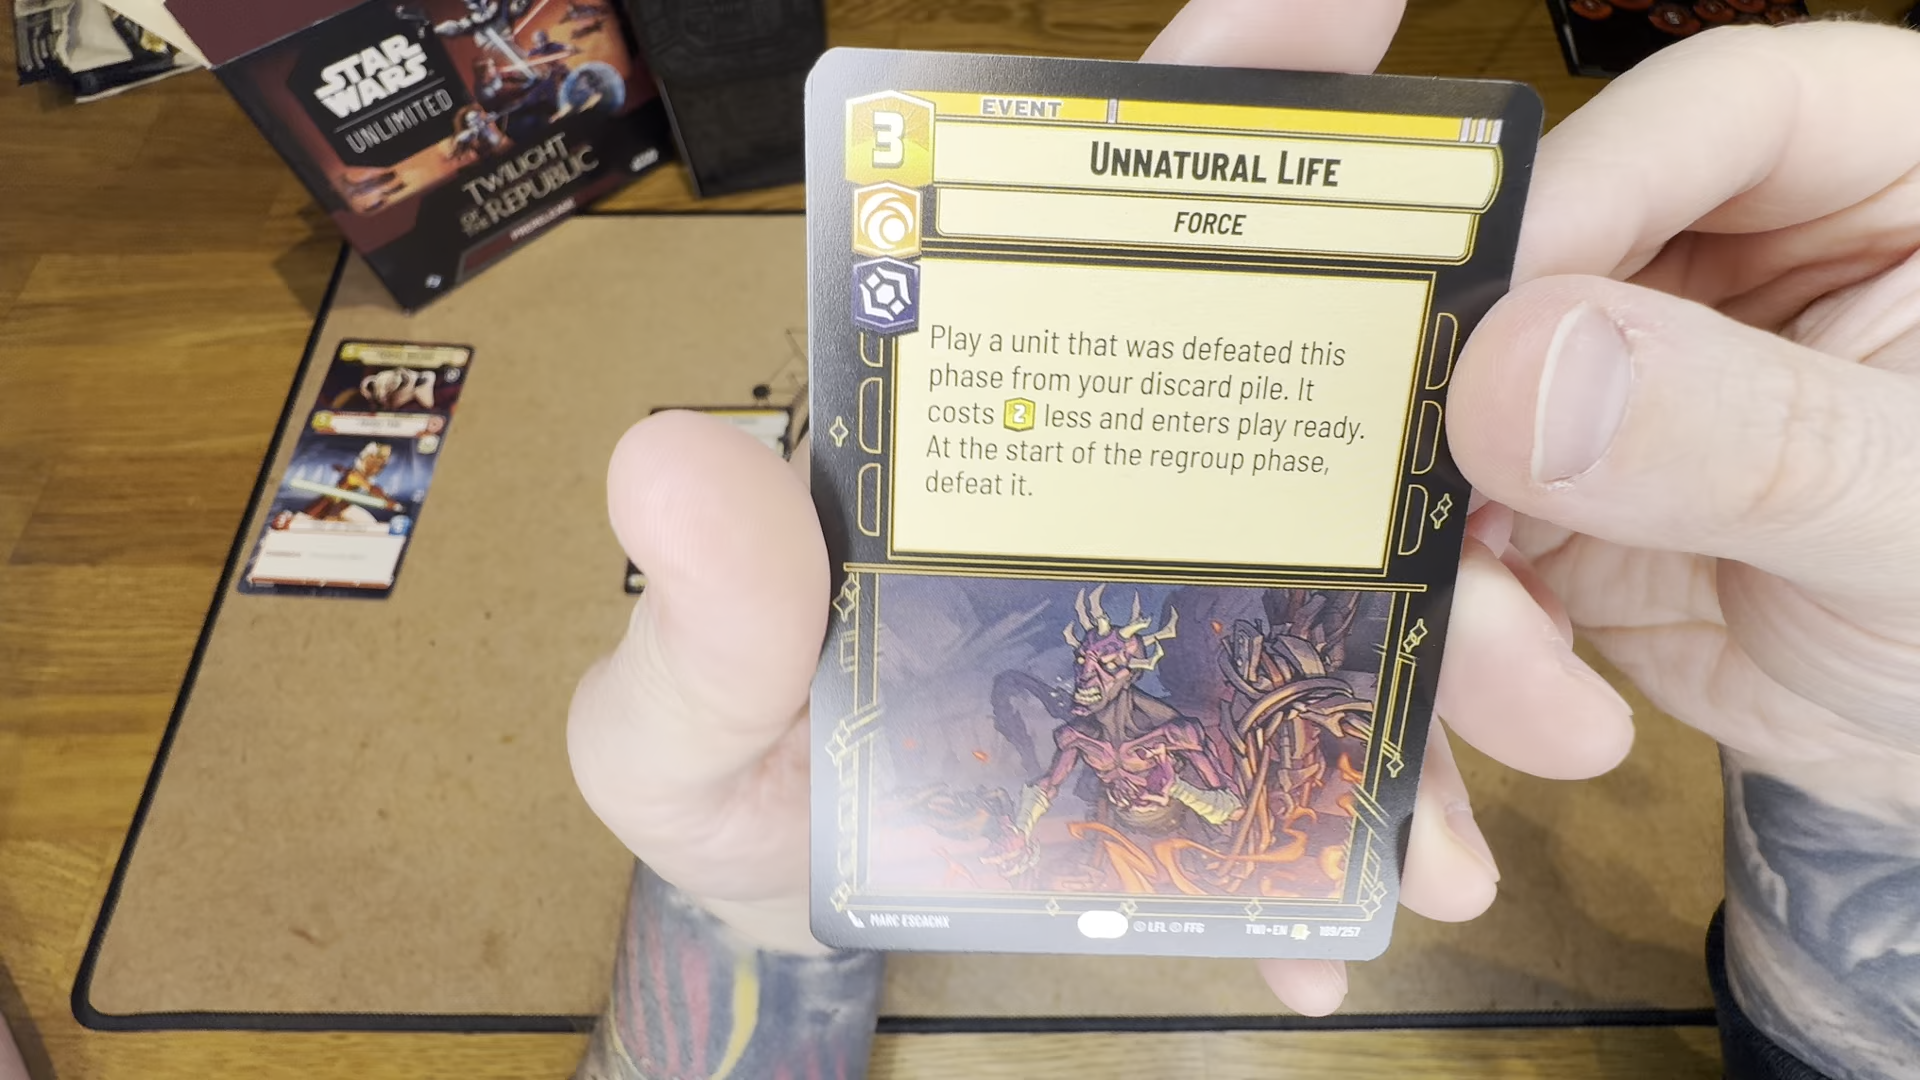 STAR
WARS
UNLIMITED
TWILIGHT
OF THE REPUBLIC
PRERELEASE
3
EVENT
UNNATURAL LIFE
FORCE
Play a unit that was defeated this
phase from your discard pile. It
costs 2 less and enters play ready.
At the start of the regroup phase,
defeat it.
MARC ESCACHX
© LFL © FFG
TWI•EN
189/257